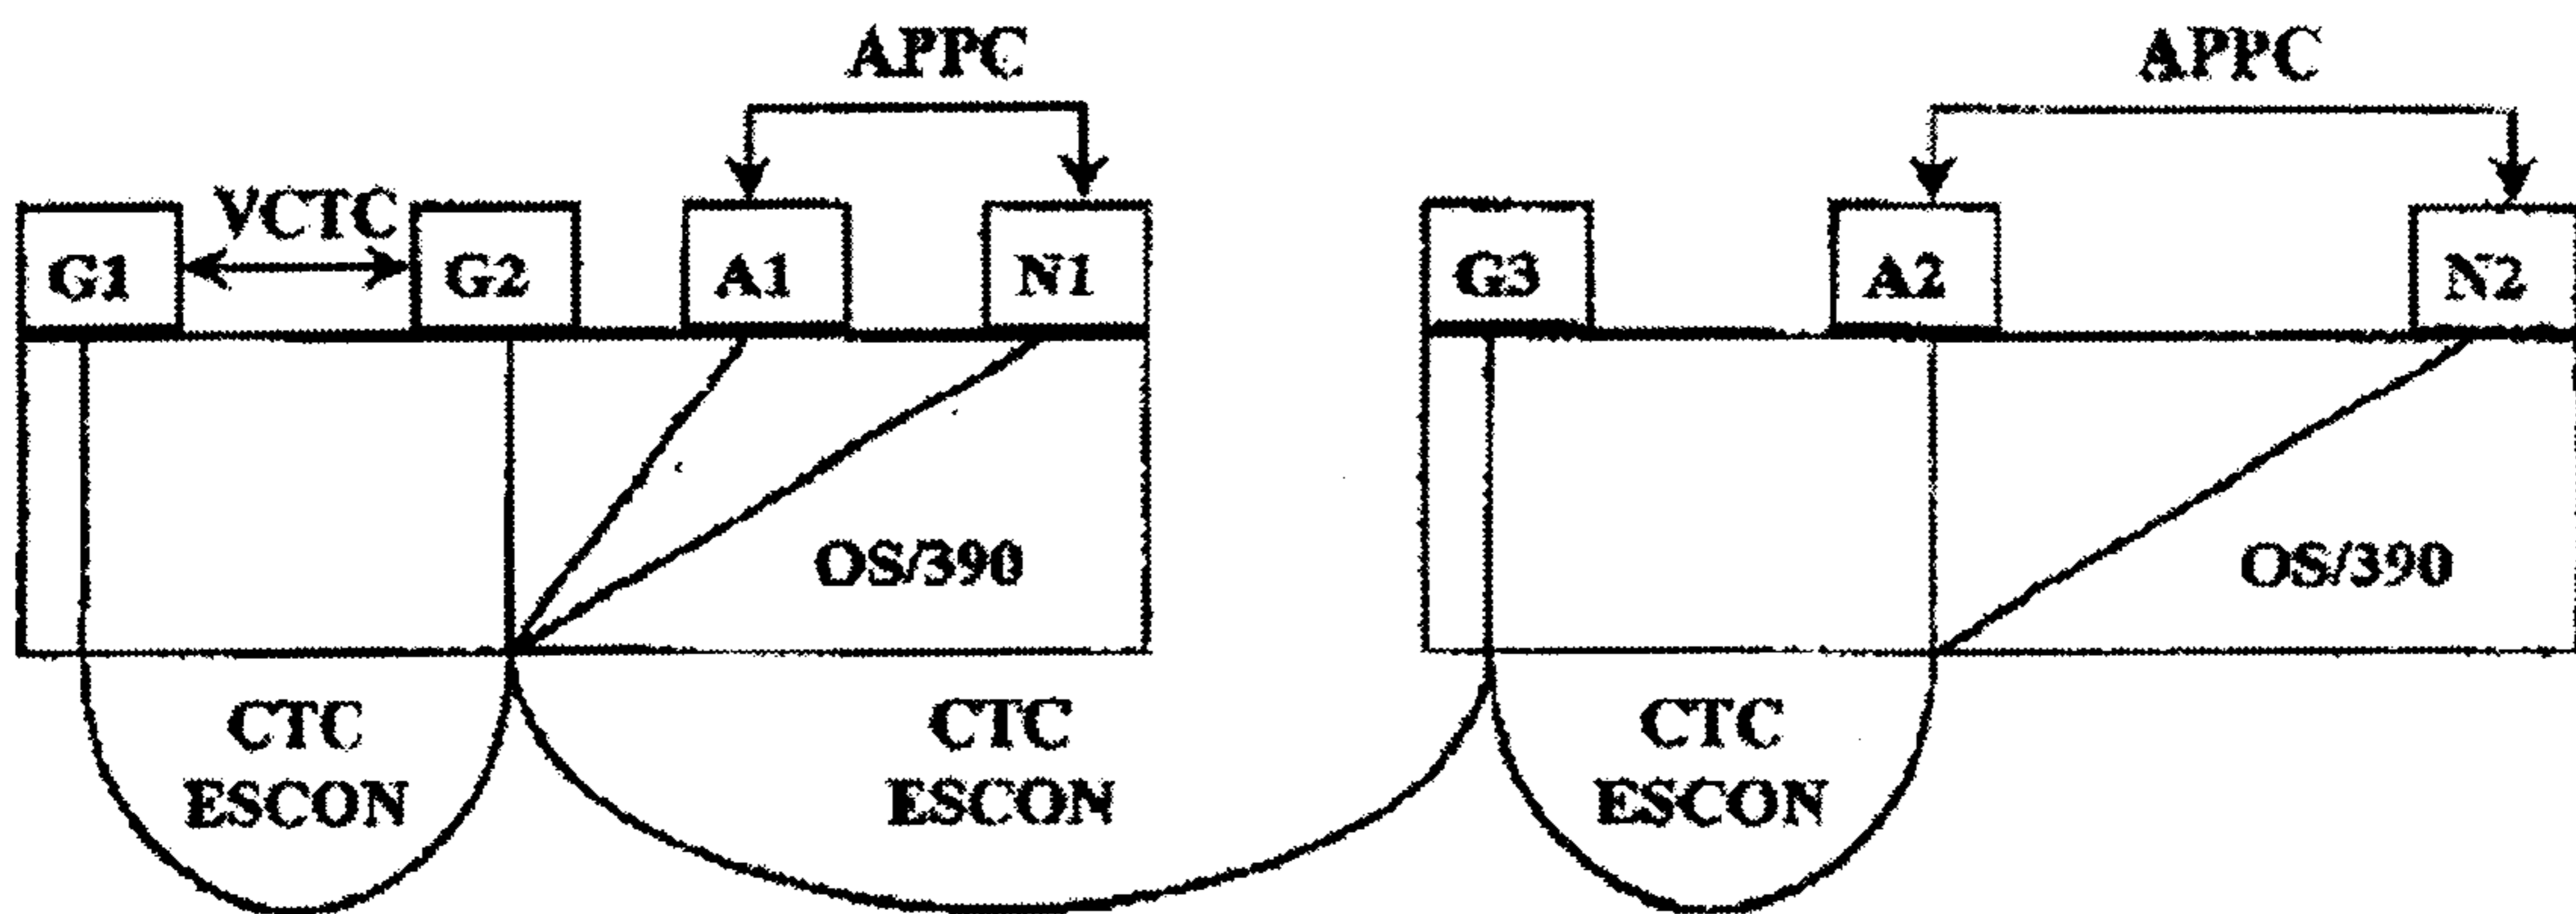 APPC
APPC
VCTC
G1
G2
A1
N1
G3
A2
N2
OS/390
OS/390
CTC
ESCON
CTC
ESCON
CTC
ESCON